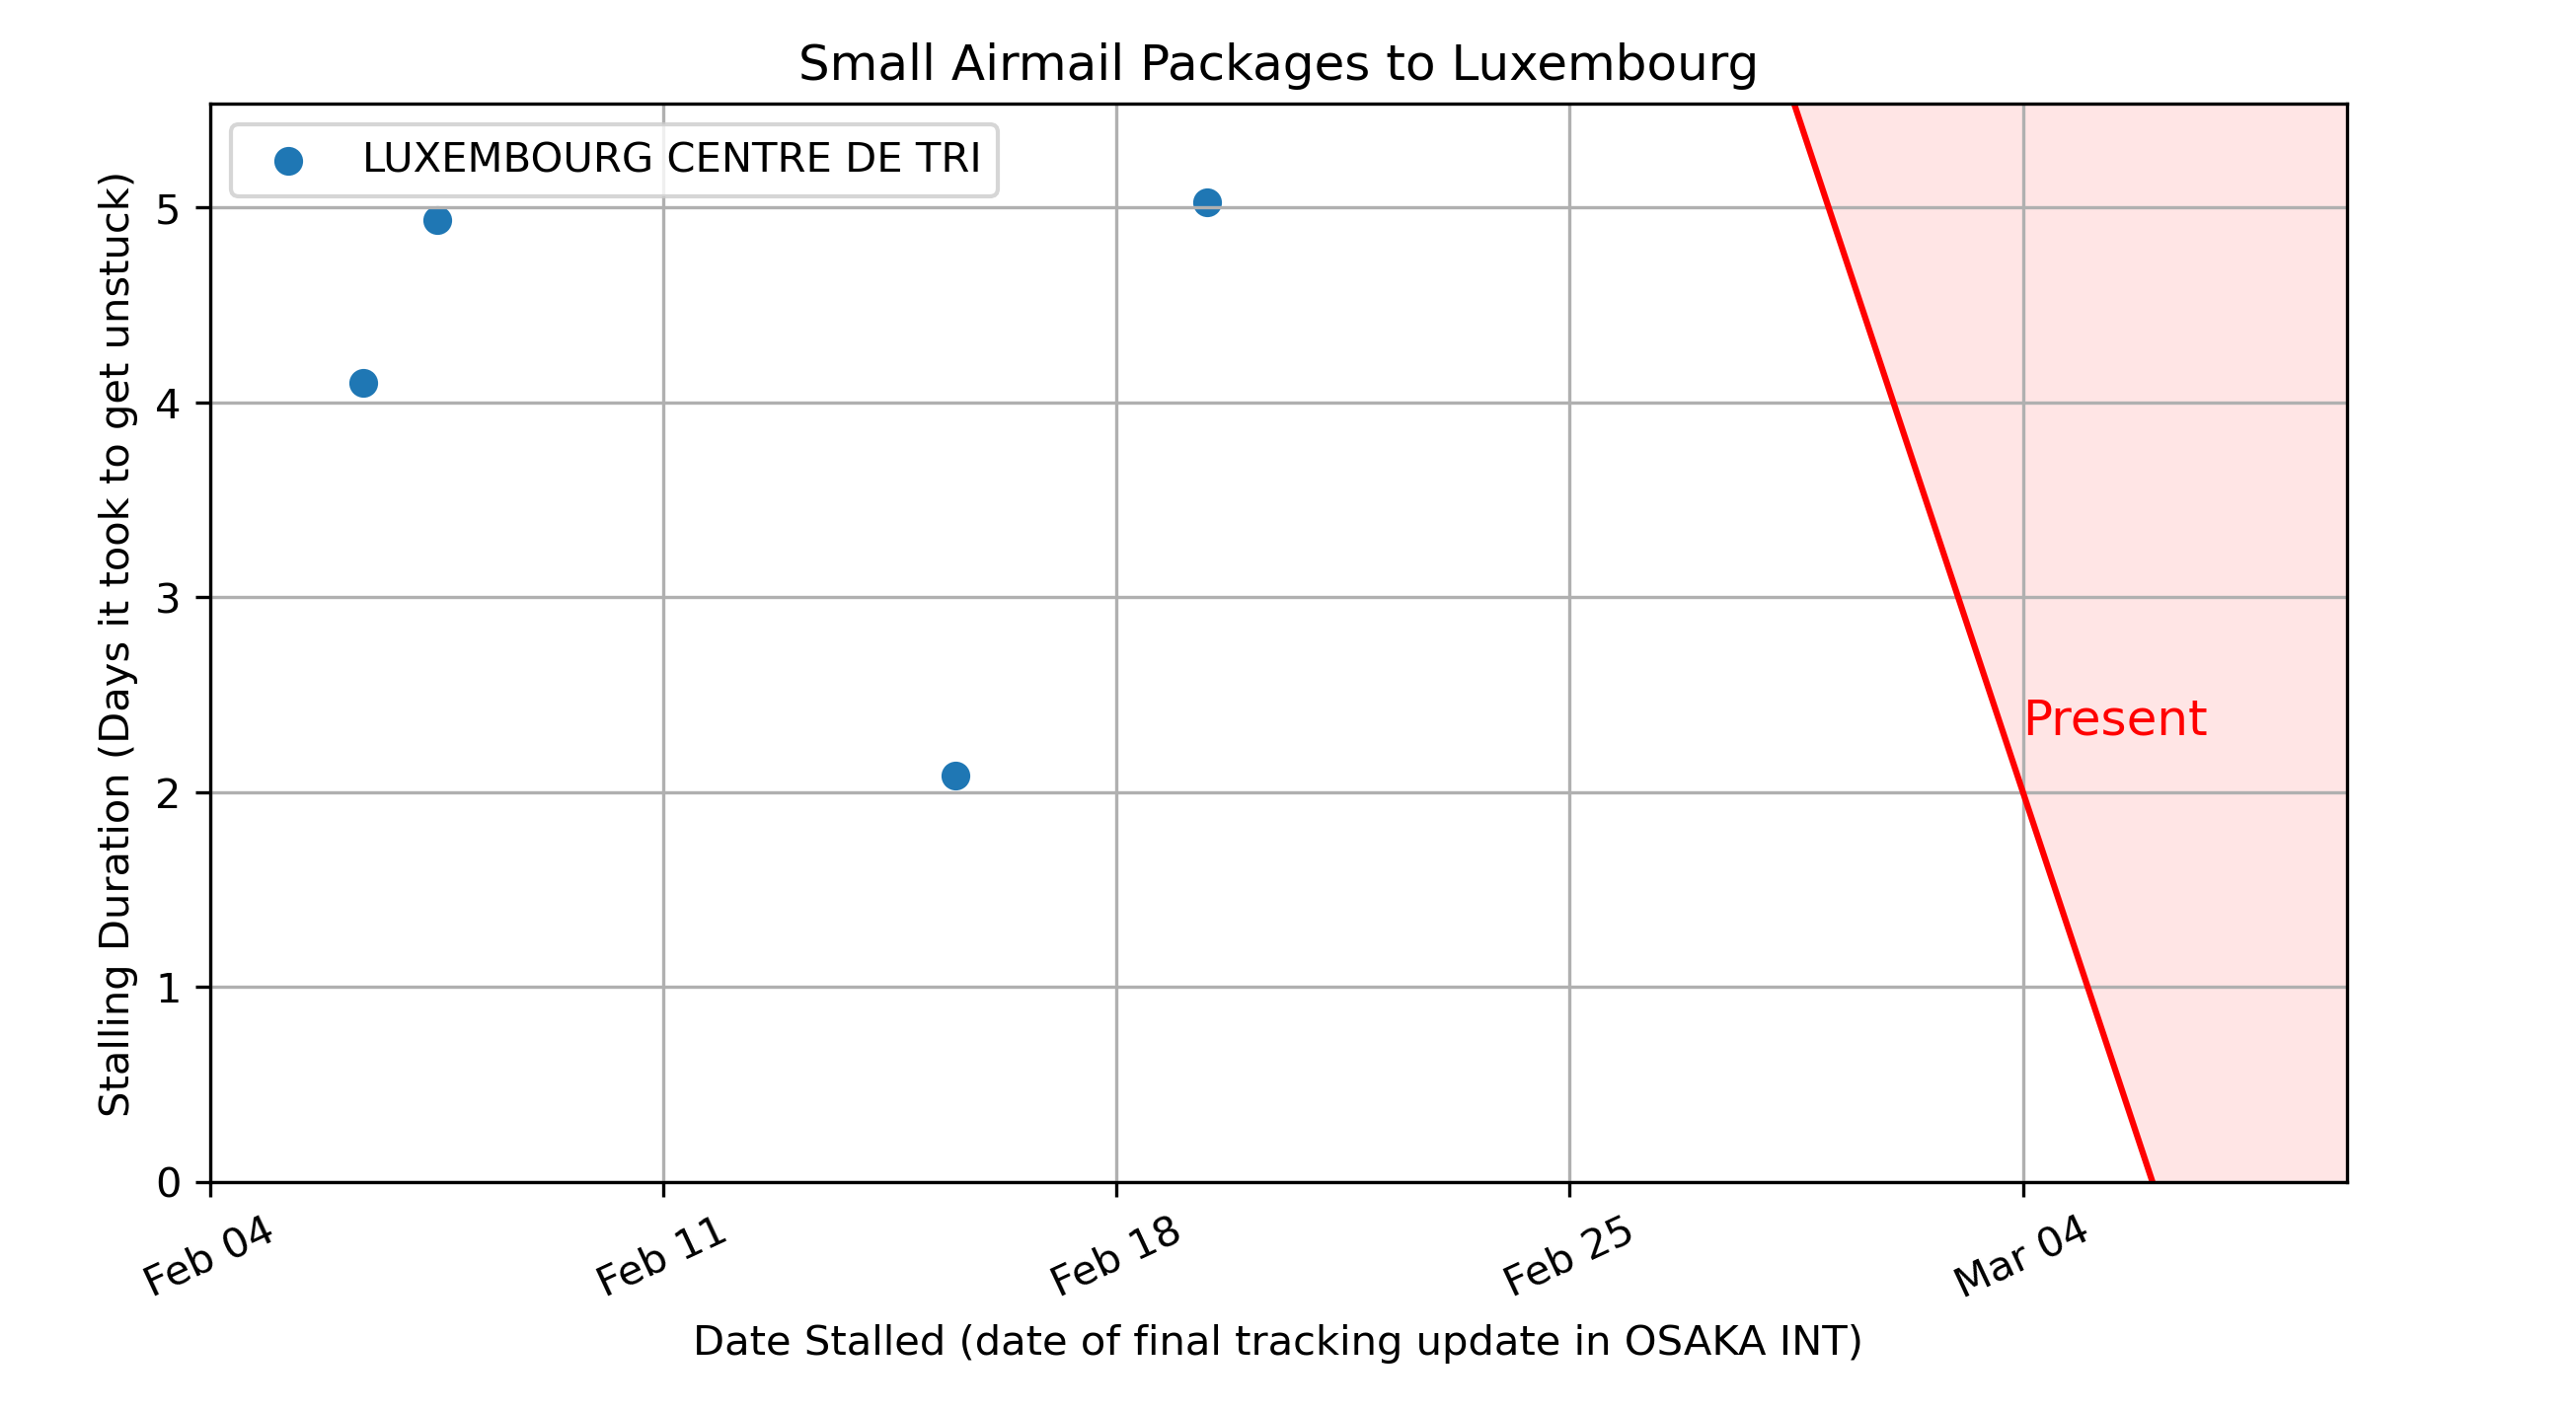 Small Airmail Packages to Luxembourg
LUXEMBOURG CENTRE DE TRI
Stalling Duration (Days it took to get unstuck)
5
4
3
2
1
0
Present
Feb 04
Feb 11
Feb 18
Feb 25
Mar 04
Date Stalled (date of final tracking update in OSAKA INT)